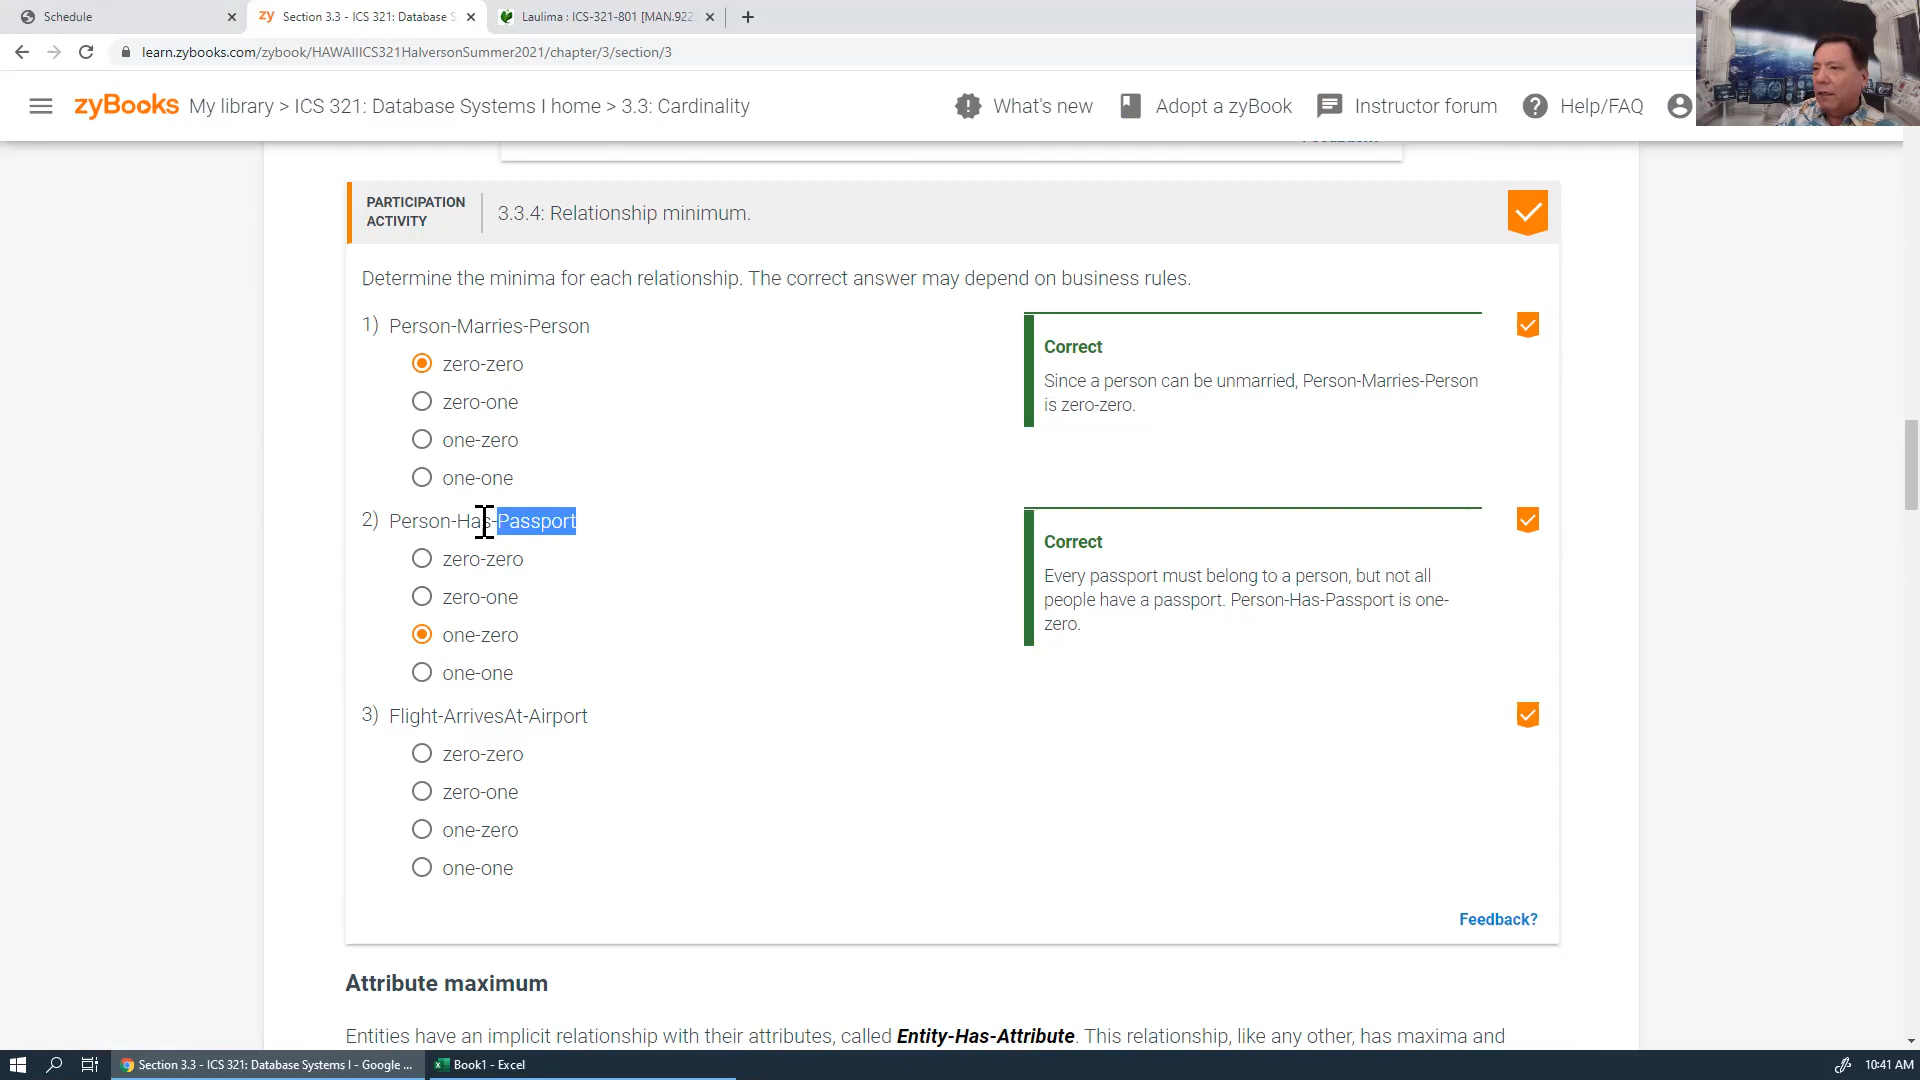 Schedule
zy Section 3.3 - ICS 321: Database S
Laulima : ICS-321-801 [MAN.922
learn.zybooks.com/zybook/HAWAIIICS321HalversonSummer2021/chapter/3/section/3
zyBooks My library > ICS 321: Database Systems I home > 3.3: Cardinality
What's new
Adopt a zyBook
Instructor forum
Help/FAQ
PARTICIPATION ACTIVITY
3.3.4: Relationship minimum.
Determine the minima for each relationship. The correct answer may depend on business rules.
1) Person-Marries-Person
zero-zero
zero-one
one-zero
one-one
Correct
Since a person can be unmarried, Person-Marries-Person
is zero-zero.
2) Person-Has-Passport
zero-zero
zero-one
one-zero
one-one
Correct
Every passport must belong to a person, but not all
people have a passport. Person-Has-Passport is one-
zero.
3) Flight-ArrivesAt-Airport
zero-zero
zero-one
one-zero
one-one
Feedback?
Attribute maximum
Entities have an implicit relationship with their attributes, called Entity-Has-Attribute. This relationship, like any other, has maxima and
Section 3.3 - ICS 321: Database Systems I - Google ...
Book1 - Excel
10:41 AM